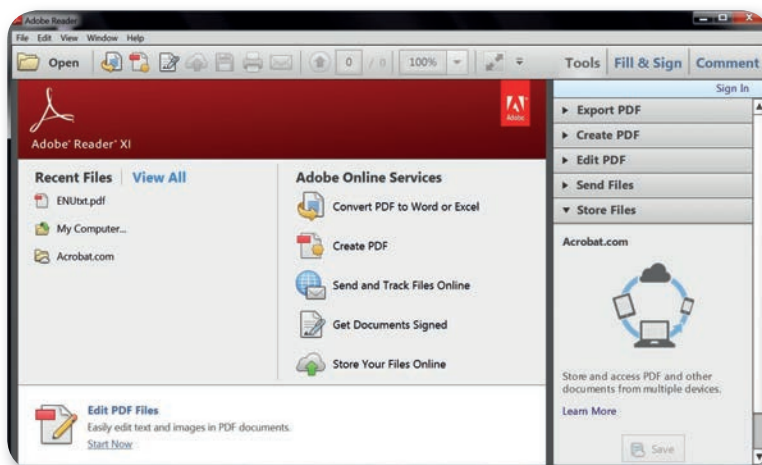 Adobe Reader
File Edit View Window Help
Open 0 / 0 100% Tools Fill & Sign Comment
Sign In
Adobe
Adobe® Reader® XI
Recent Files View All
ENUtxt.pdf
My Computer...
Acrobat.com
Adobe Online Services
Convert PDF to Word or Excel
Create PDF
Send and Track Files Online
Get Documents Signed
Store Your Files Online
Edit PDF Files
Easily edit text and images in PDF documents.
Start Now
Export PDF
Create PDF
Edit PDF
Send Files
Store Files
Acrobat.com
Store and access PDF and other
documents from multiple devices.
Learn More
Save